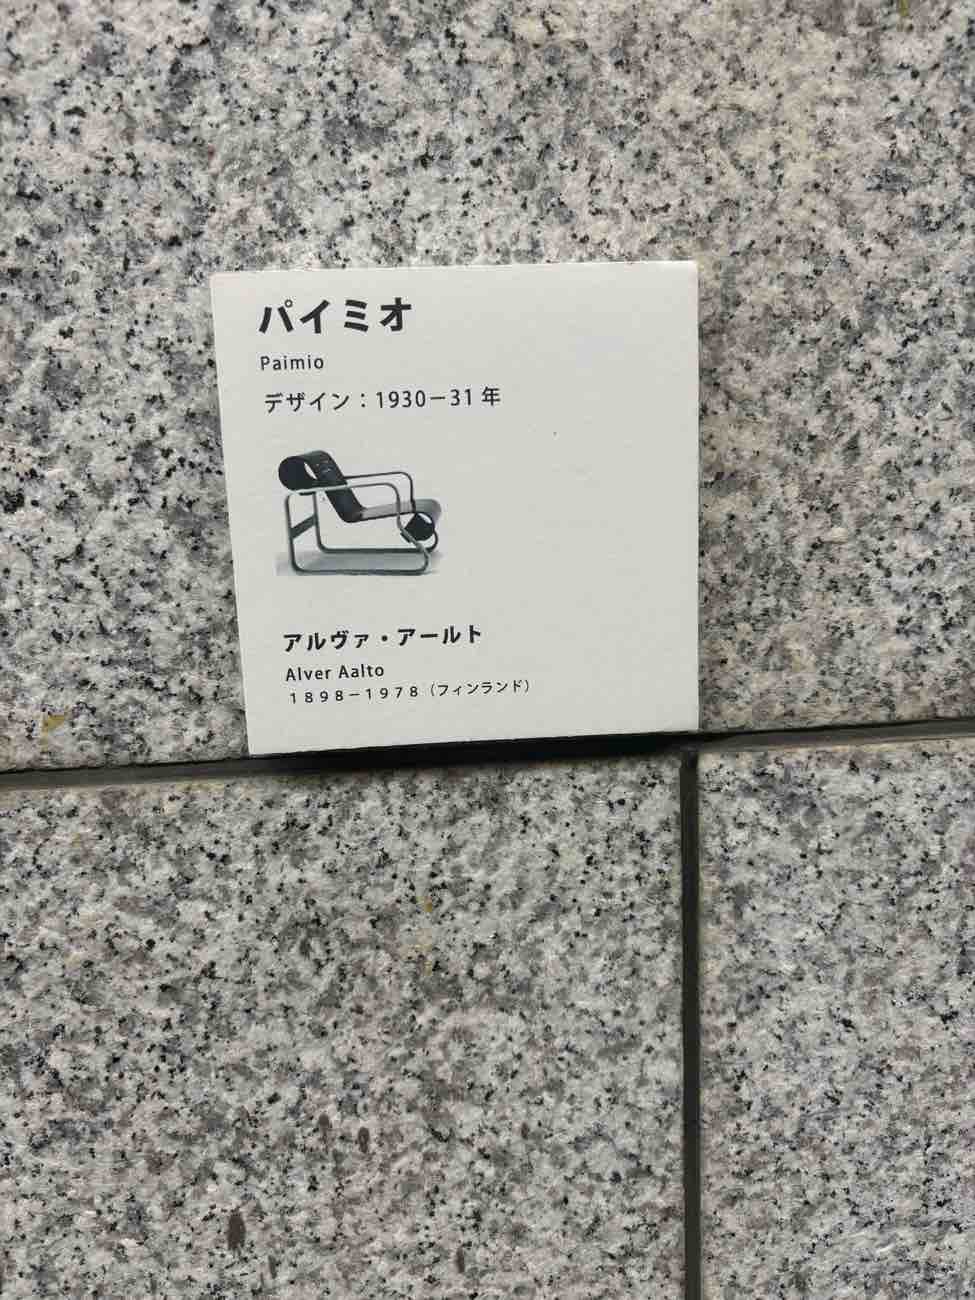 パイミオ
Paimio
デザイン：1930－31 年
アルヴァ・アールト
Alver Aalto
１８９８－１９７８（フィンランド）